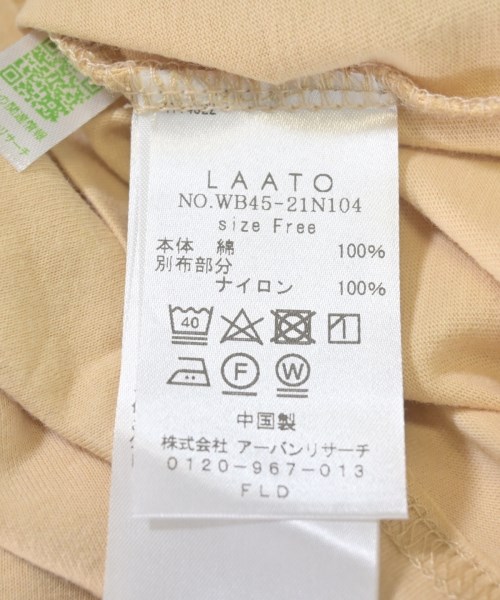 LAATO
NO.WB45-21N104
size Free
本体 綿 100%
別布部分
ナイロン 100%
40
F W
中国製
株式会社 アーバンリサーチ
0120-967-013
FLD